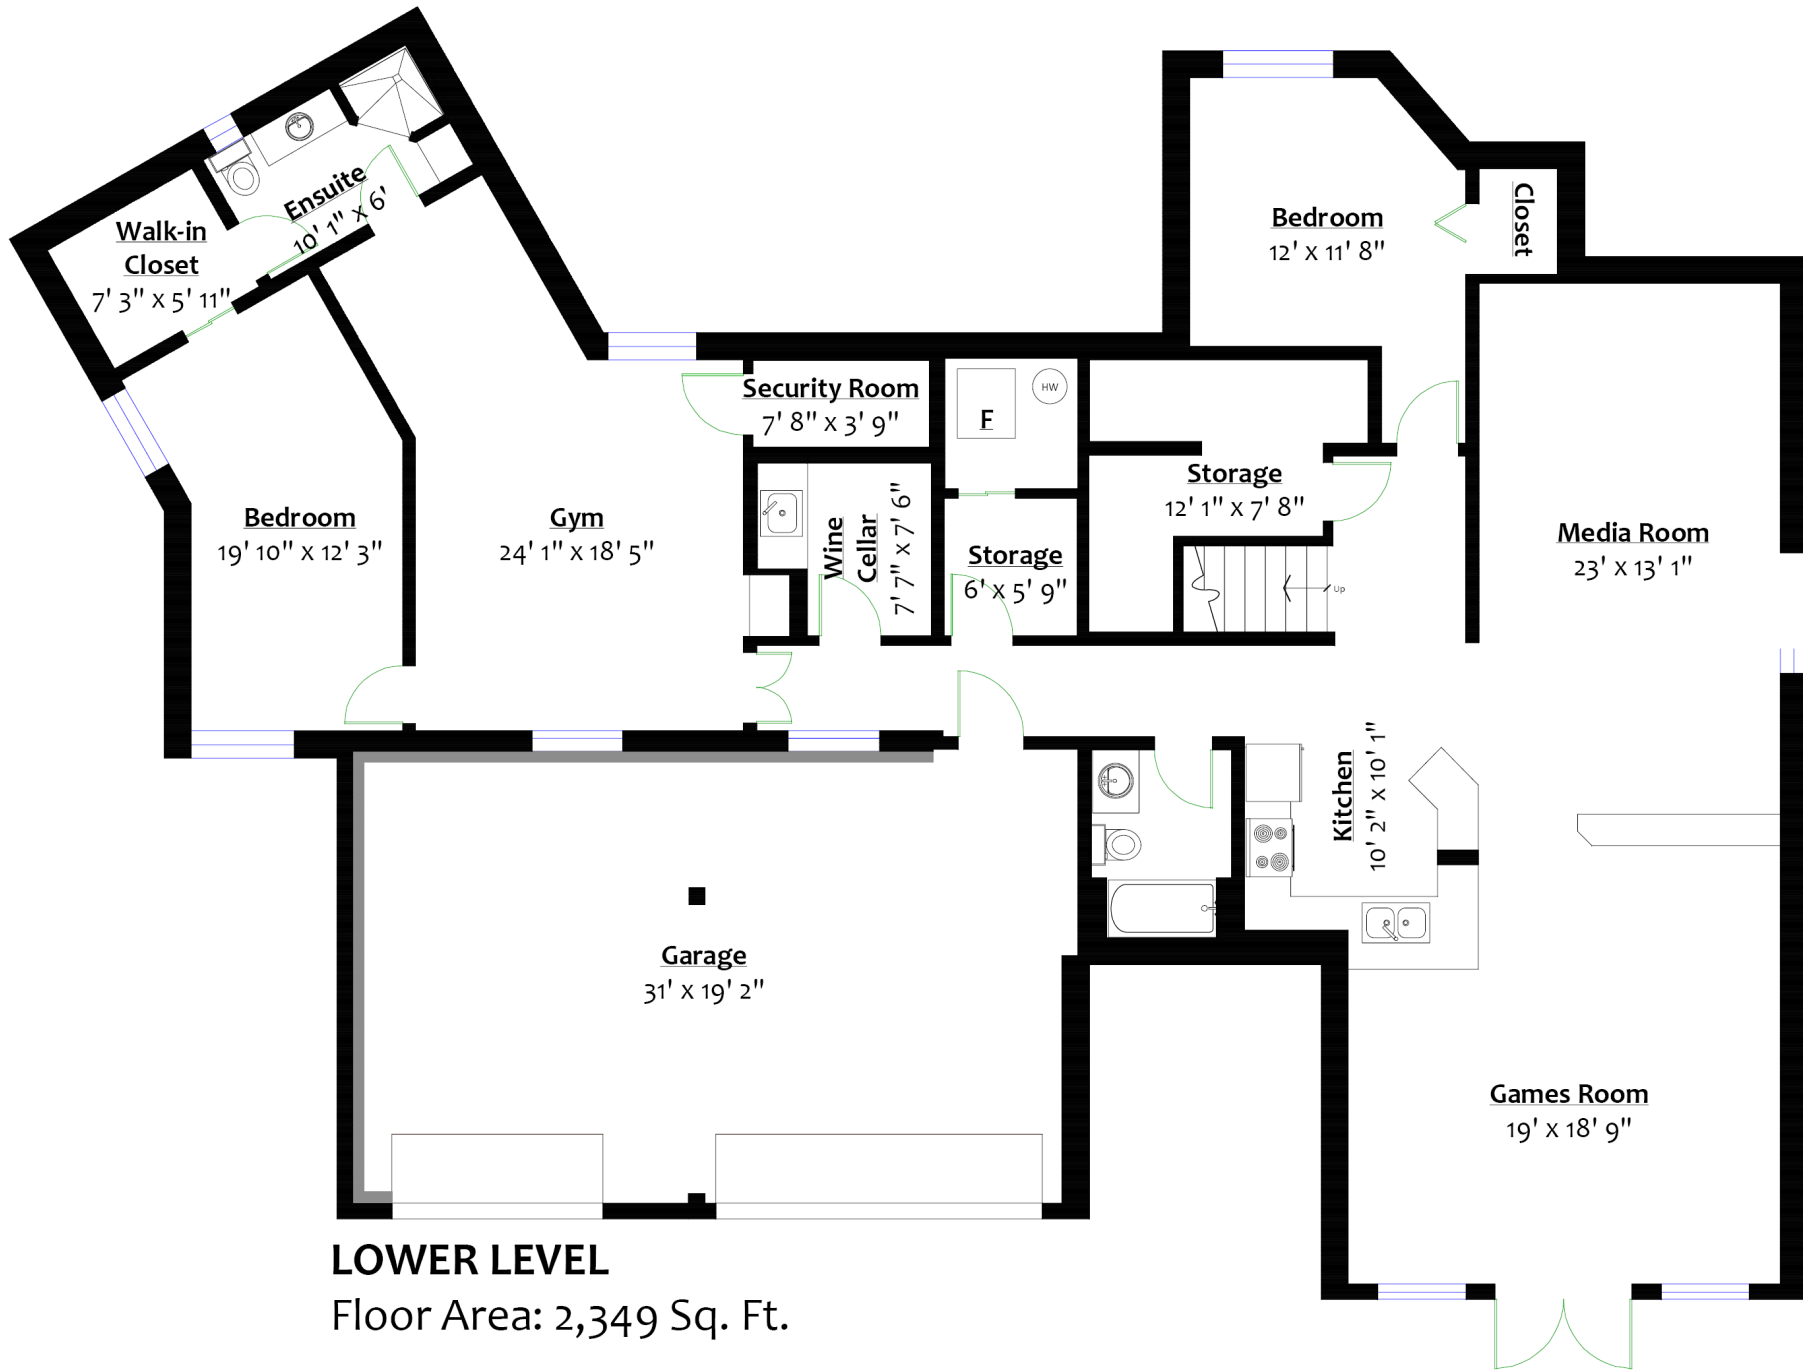 Ensuite
10' 1" x 6'
Walk-in
Closet
7' 3" x 5' 11"
Bedroom
12' x 11' 8"
Closet
Security Room
7' 8" x 3' 9"
F
HW
Bedroom
19' 10" x 12' 3"
Gym
24' 1" x 18' 5"
Wine
Cellar
7' 7" x 7' 6"
Storage
6' x 5' 9"
Storage
12' 1" x 7' 8"
Up
Media Room
23' x 13' 1"
Kitchen
10' 2" x 10' 1"
Garage
31' x 19' 2"
Games Room
19' x 18' 9"
LOWER LEVEL
Floor Area: 2,349 Sq. Ft.